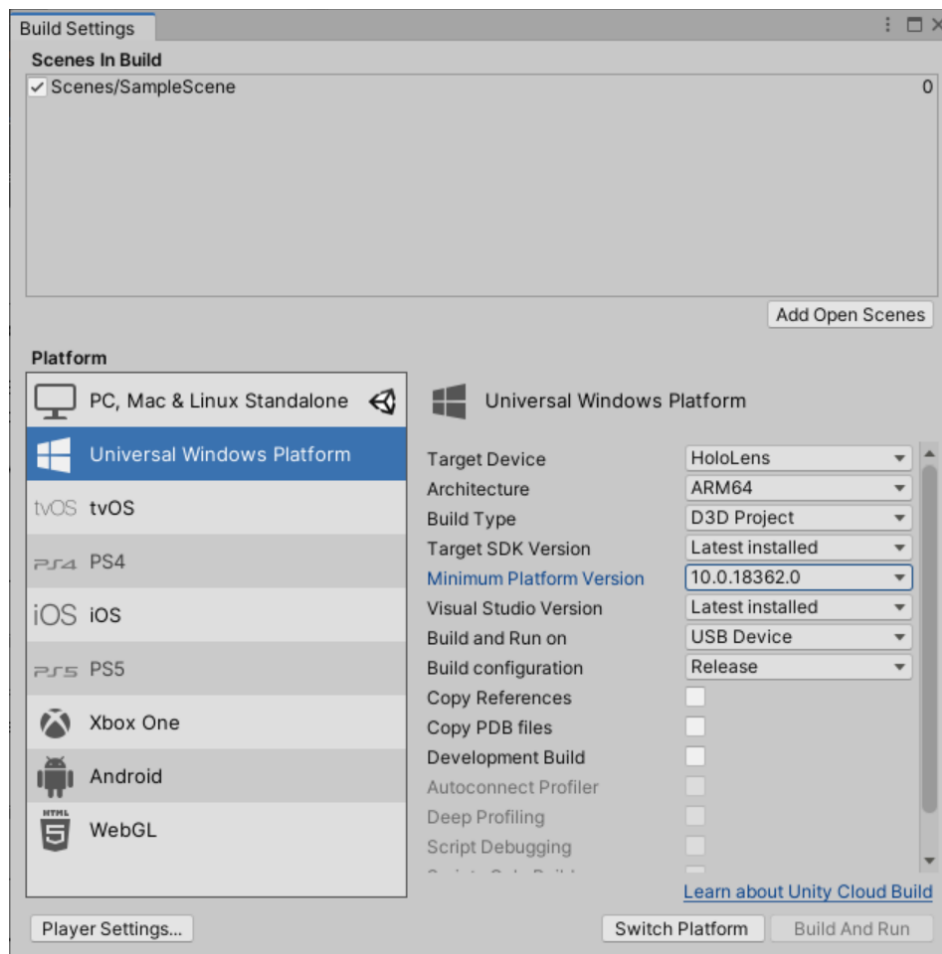 Build Settings
Scenes In Build
Scenes/SampleScene 0
Add Open Scenes
Platform
PC, Mac & Linux Standalone
Universal Windows Platform
tvOS tvOS
PS4 PS4
iOS iOS
PS5 PS5
Xbox One
Android
HTML 5 WebGL
Universal Windows Platform
Target Device HoloLens
Architecture ARM64
Build Type D3D Project
Target SDK Version Latest installed
Minimum Platform Version 10.0.18362.0
Visual Studio Version Latest installed
Build and Run on USB Device
Build configuration Release
Copy References
Copy PDB files
Development Build
Autoconnect Profiler
Deep Profiling
Script Debugging
Learn about Unity Cloud Build
Player Settings...
Switch Platform
Build And Run